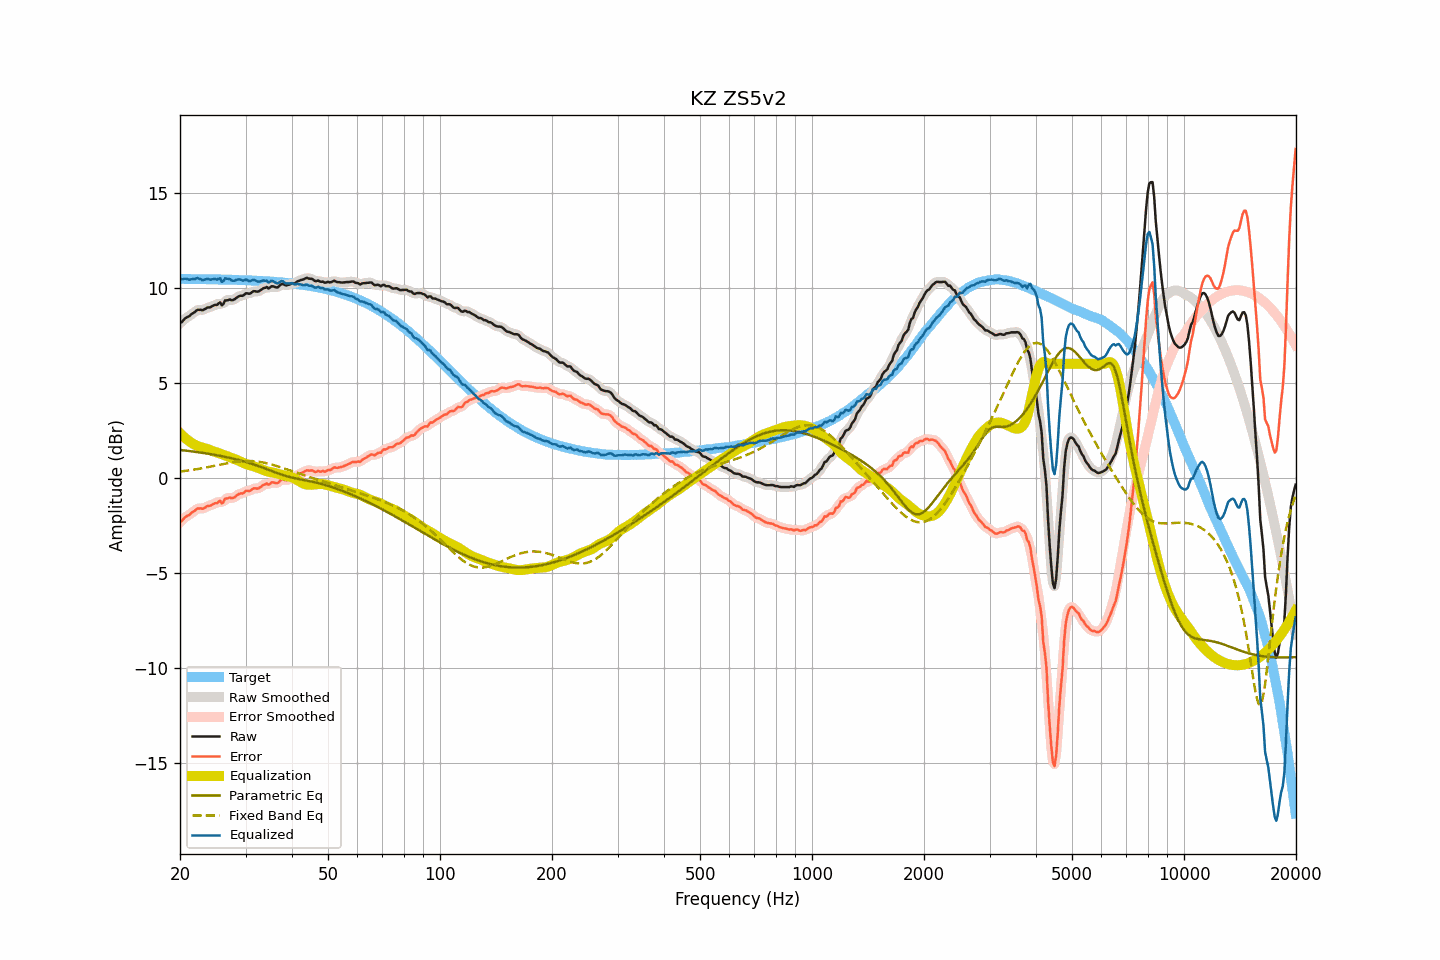 KZ ZS5v2
Amplitude (dBr)
15
10
5
0
−5
−10
−15
Target
Raw Smoothed
Error Smoothed
Raw
Error
Equalization
Parametric Eq
Fixed Band Eq
Equalized
20 50 100 200 500 1000 2000 5000 10000 20000
Frequency (Hz)